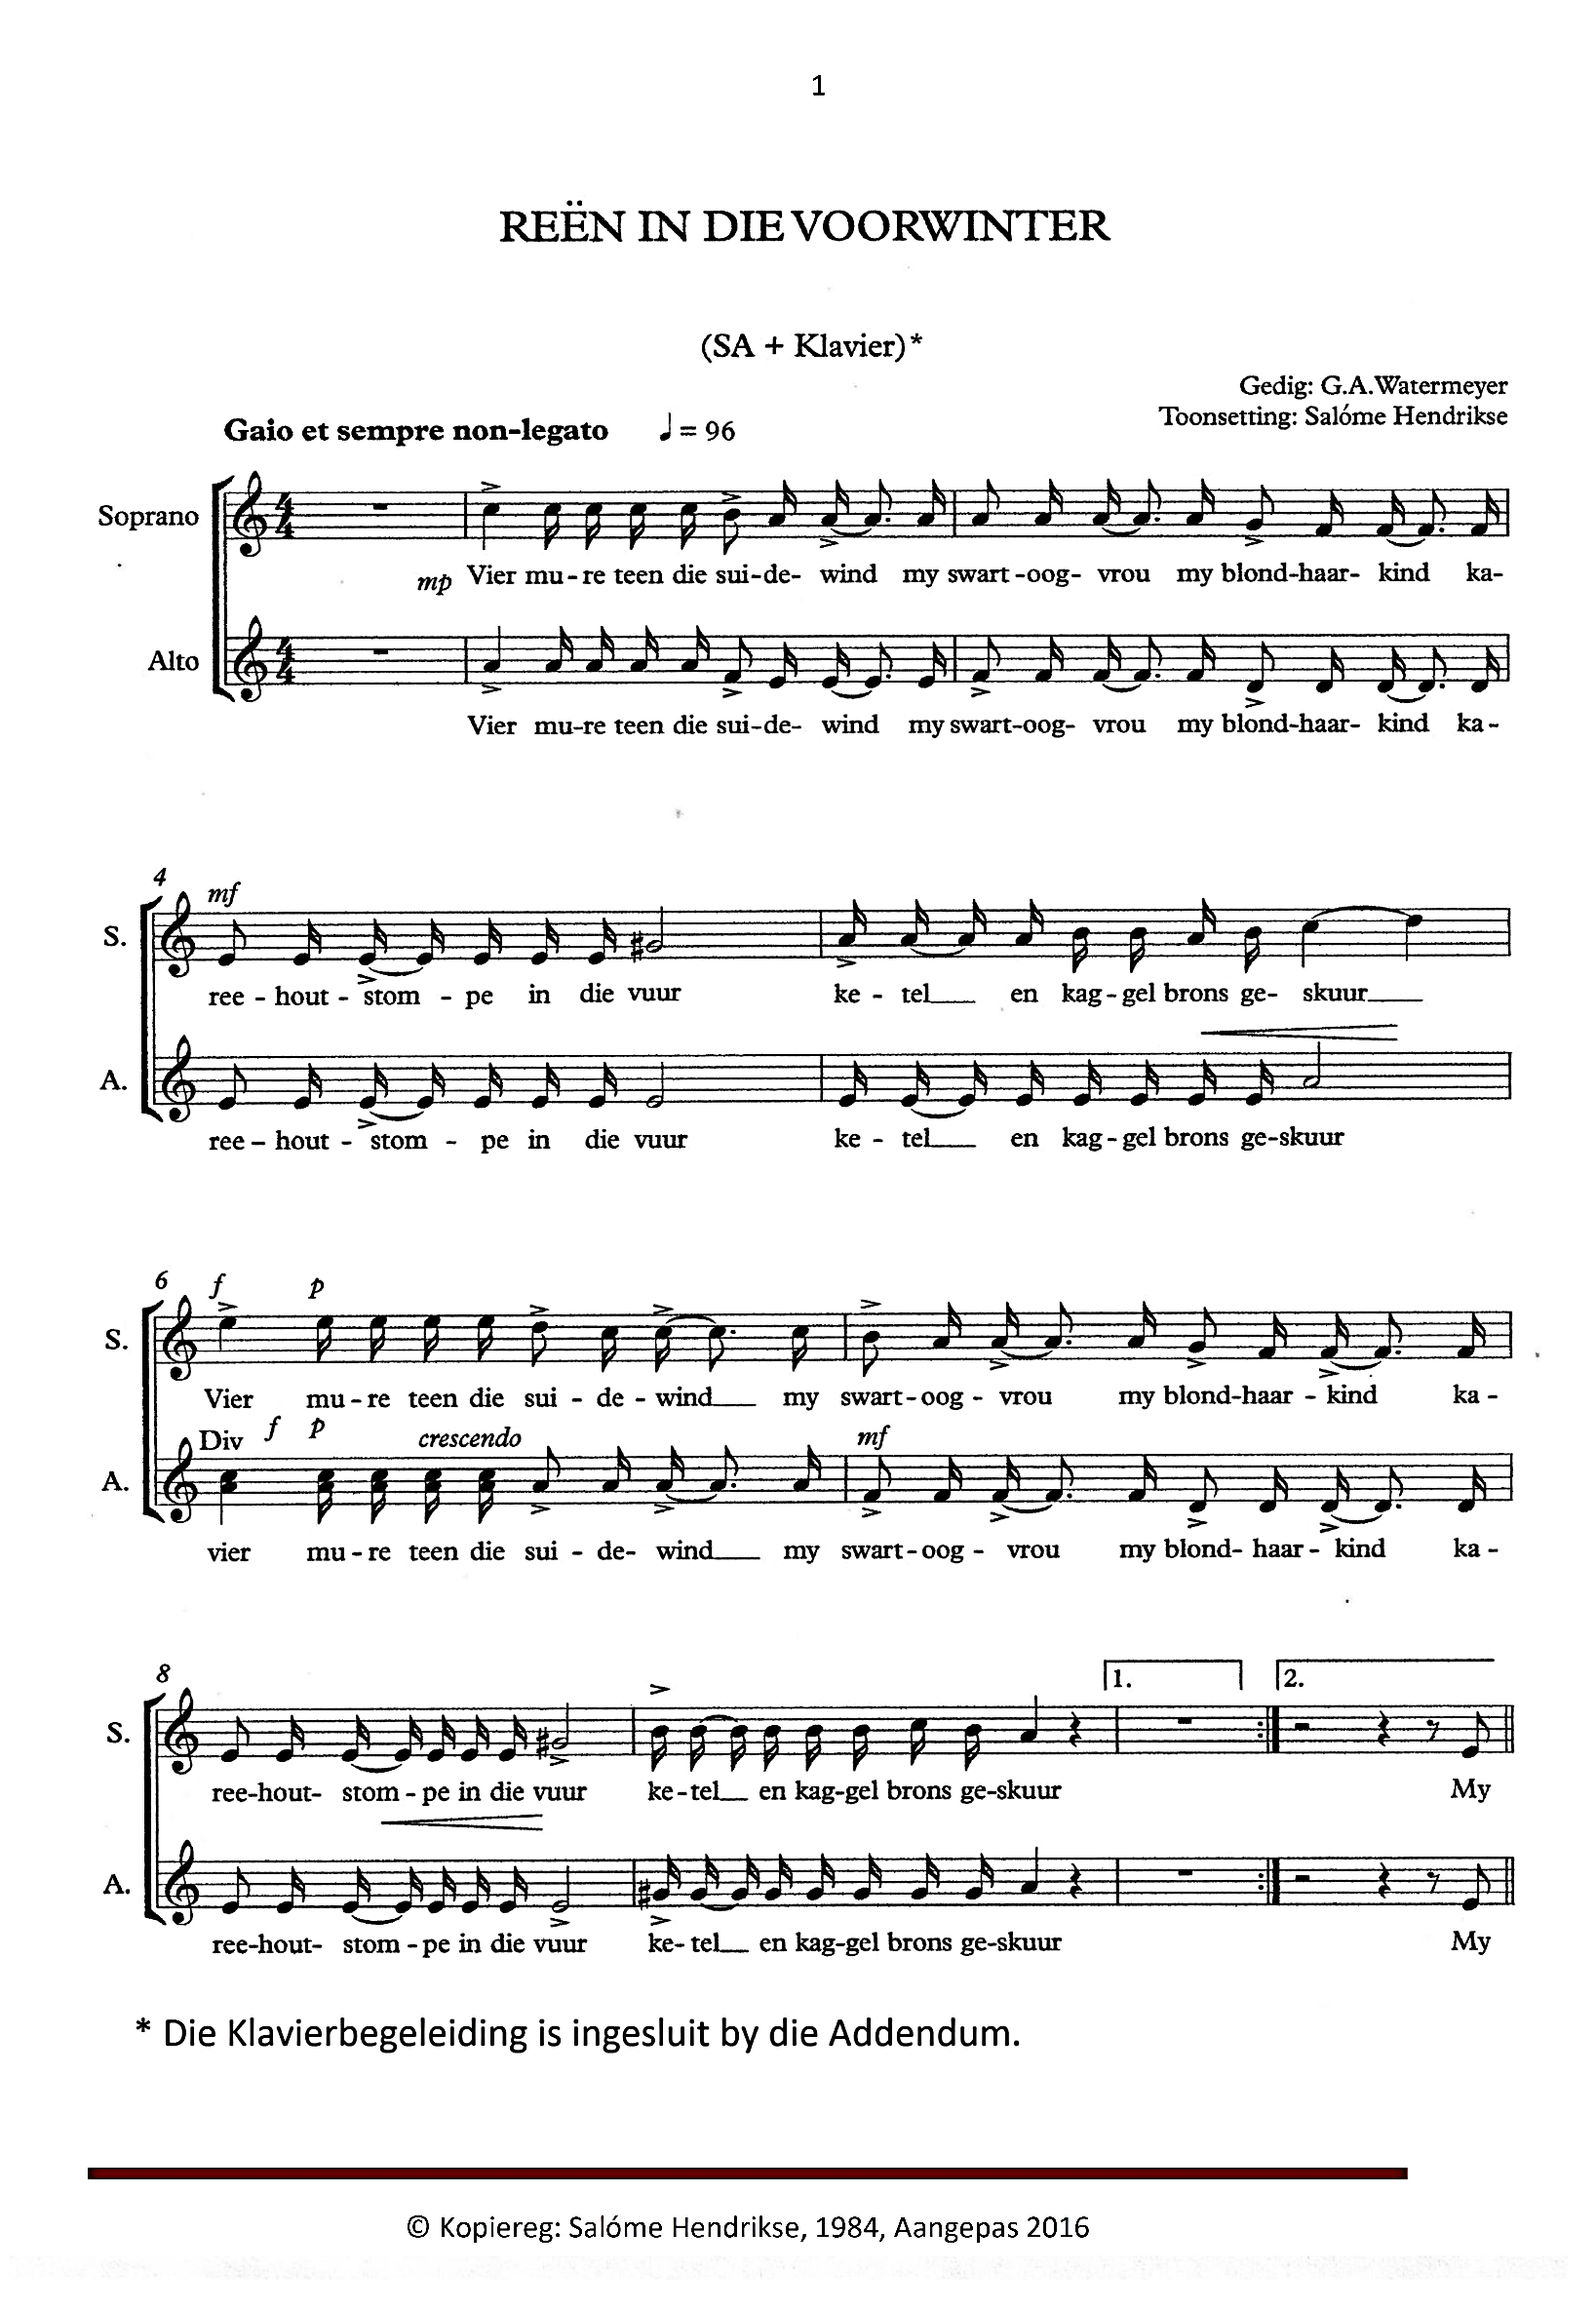 1
REËN IN DIE VOORWINTER
(SA + Klavier)*
Gedig: G.A.Watermeyer
Toonsetting: Salóme Hendrikse
Gaio et sempre non-legato ♩ = 96
Soprano
mp Vier mu-re teen die sui-de- wind my swart-oog- vrou my blond-haar- kind ka-
Alto
Vier mu-re teen die sui-de- wind my swart-oog- vrou my blond-haar- kind ka-
4
mf
S.
ree - hout - stom - pe in die vuur ke - tel__ en kag-gel brons ge- skuur__
A.
ree - hout - stom - pe in die vuur ke - tel__ en kag-gel brons ge-skuur
6
f p
S.
Vier mu - re teen die sui - de - wind__ my swart-oog - vrou my blond-haar - kind ka -
Div f p crescendo mf
A.
vier mu - re teen die sui - de- wind__ my swart-oog - vrou my blond- haar - kind ka -
8
1. 2.
S.
ree-hout- stom - pe in die vuur ke-tel__ en kag-gel brons ge-skuur My
A.
ree-hout- stom - pe in die vuur ke- tel__ en kag-gel brons ge-skuur My
* Die Klavierbegeleiding is ingesluit by die Addendum.
© Kopiereg: Salóme Hendrikse, 1984, Aangepas 2016